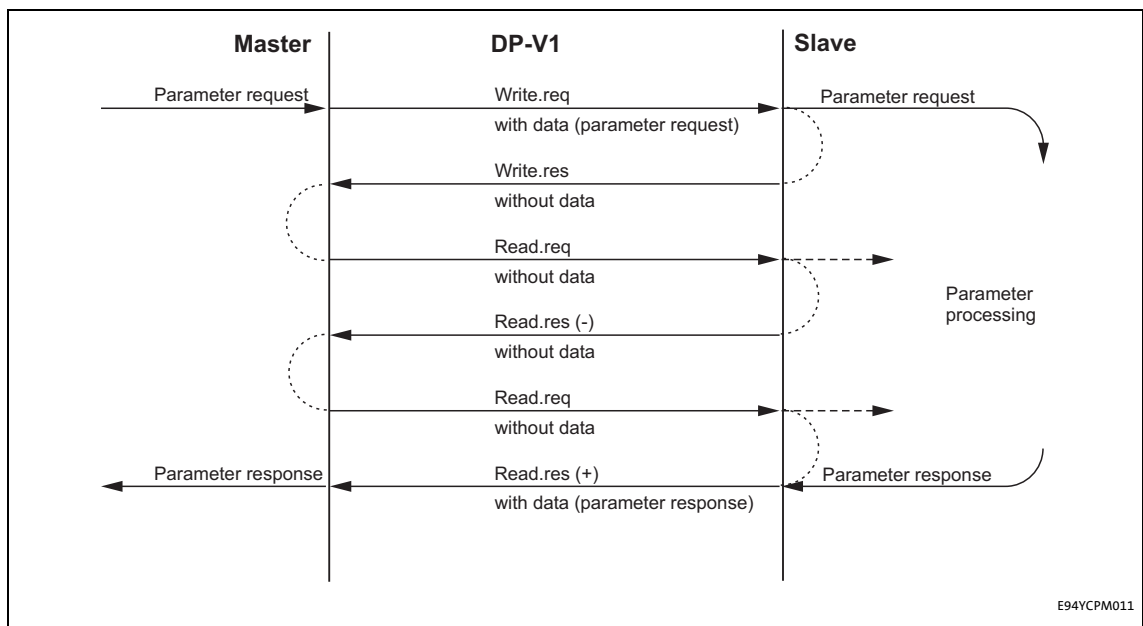 Master
DP-V1
Slave
Parameter request
Write.req
Parameter request
with data (parameter request)
Write.res
without data
Read.req
without data
Parameter
processing
Read.res (-)
without data
Read.req
without data
Parameter response
Read.res (+)
Parameter response
with data (parameter response)
E94YCPM011